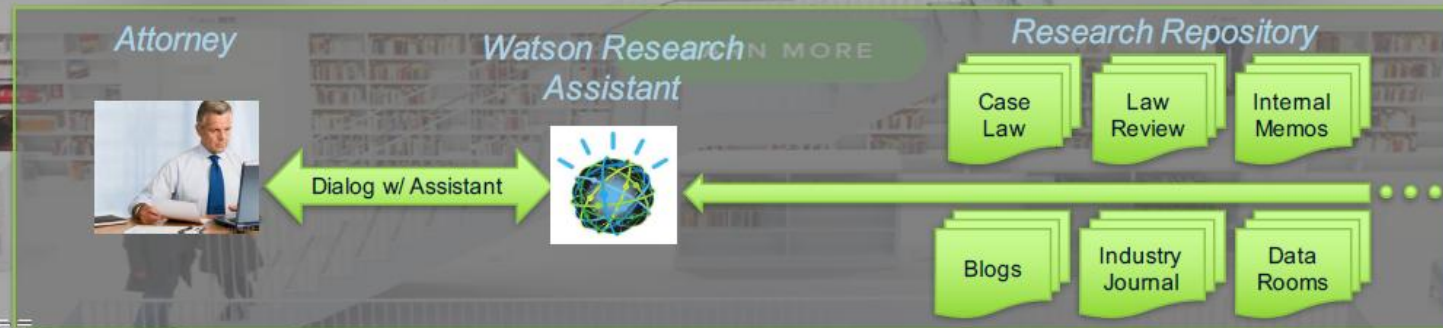 Attorney
Watson Research
Assistant
N MORE
Research Repository
Case
Law
Law
Review
Internal
Memos
Dialog w/ Assistant
Blogs
Industry
Journal
Data
Rooms